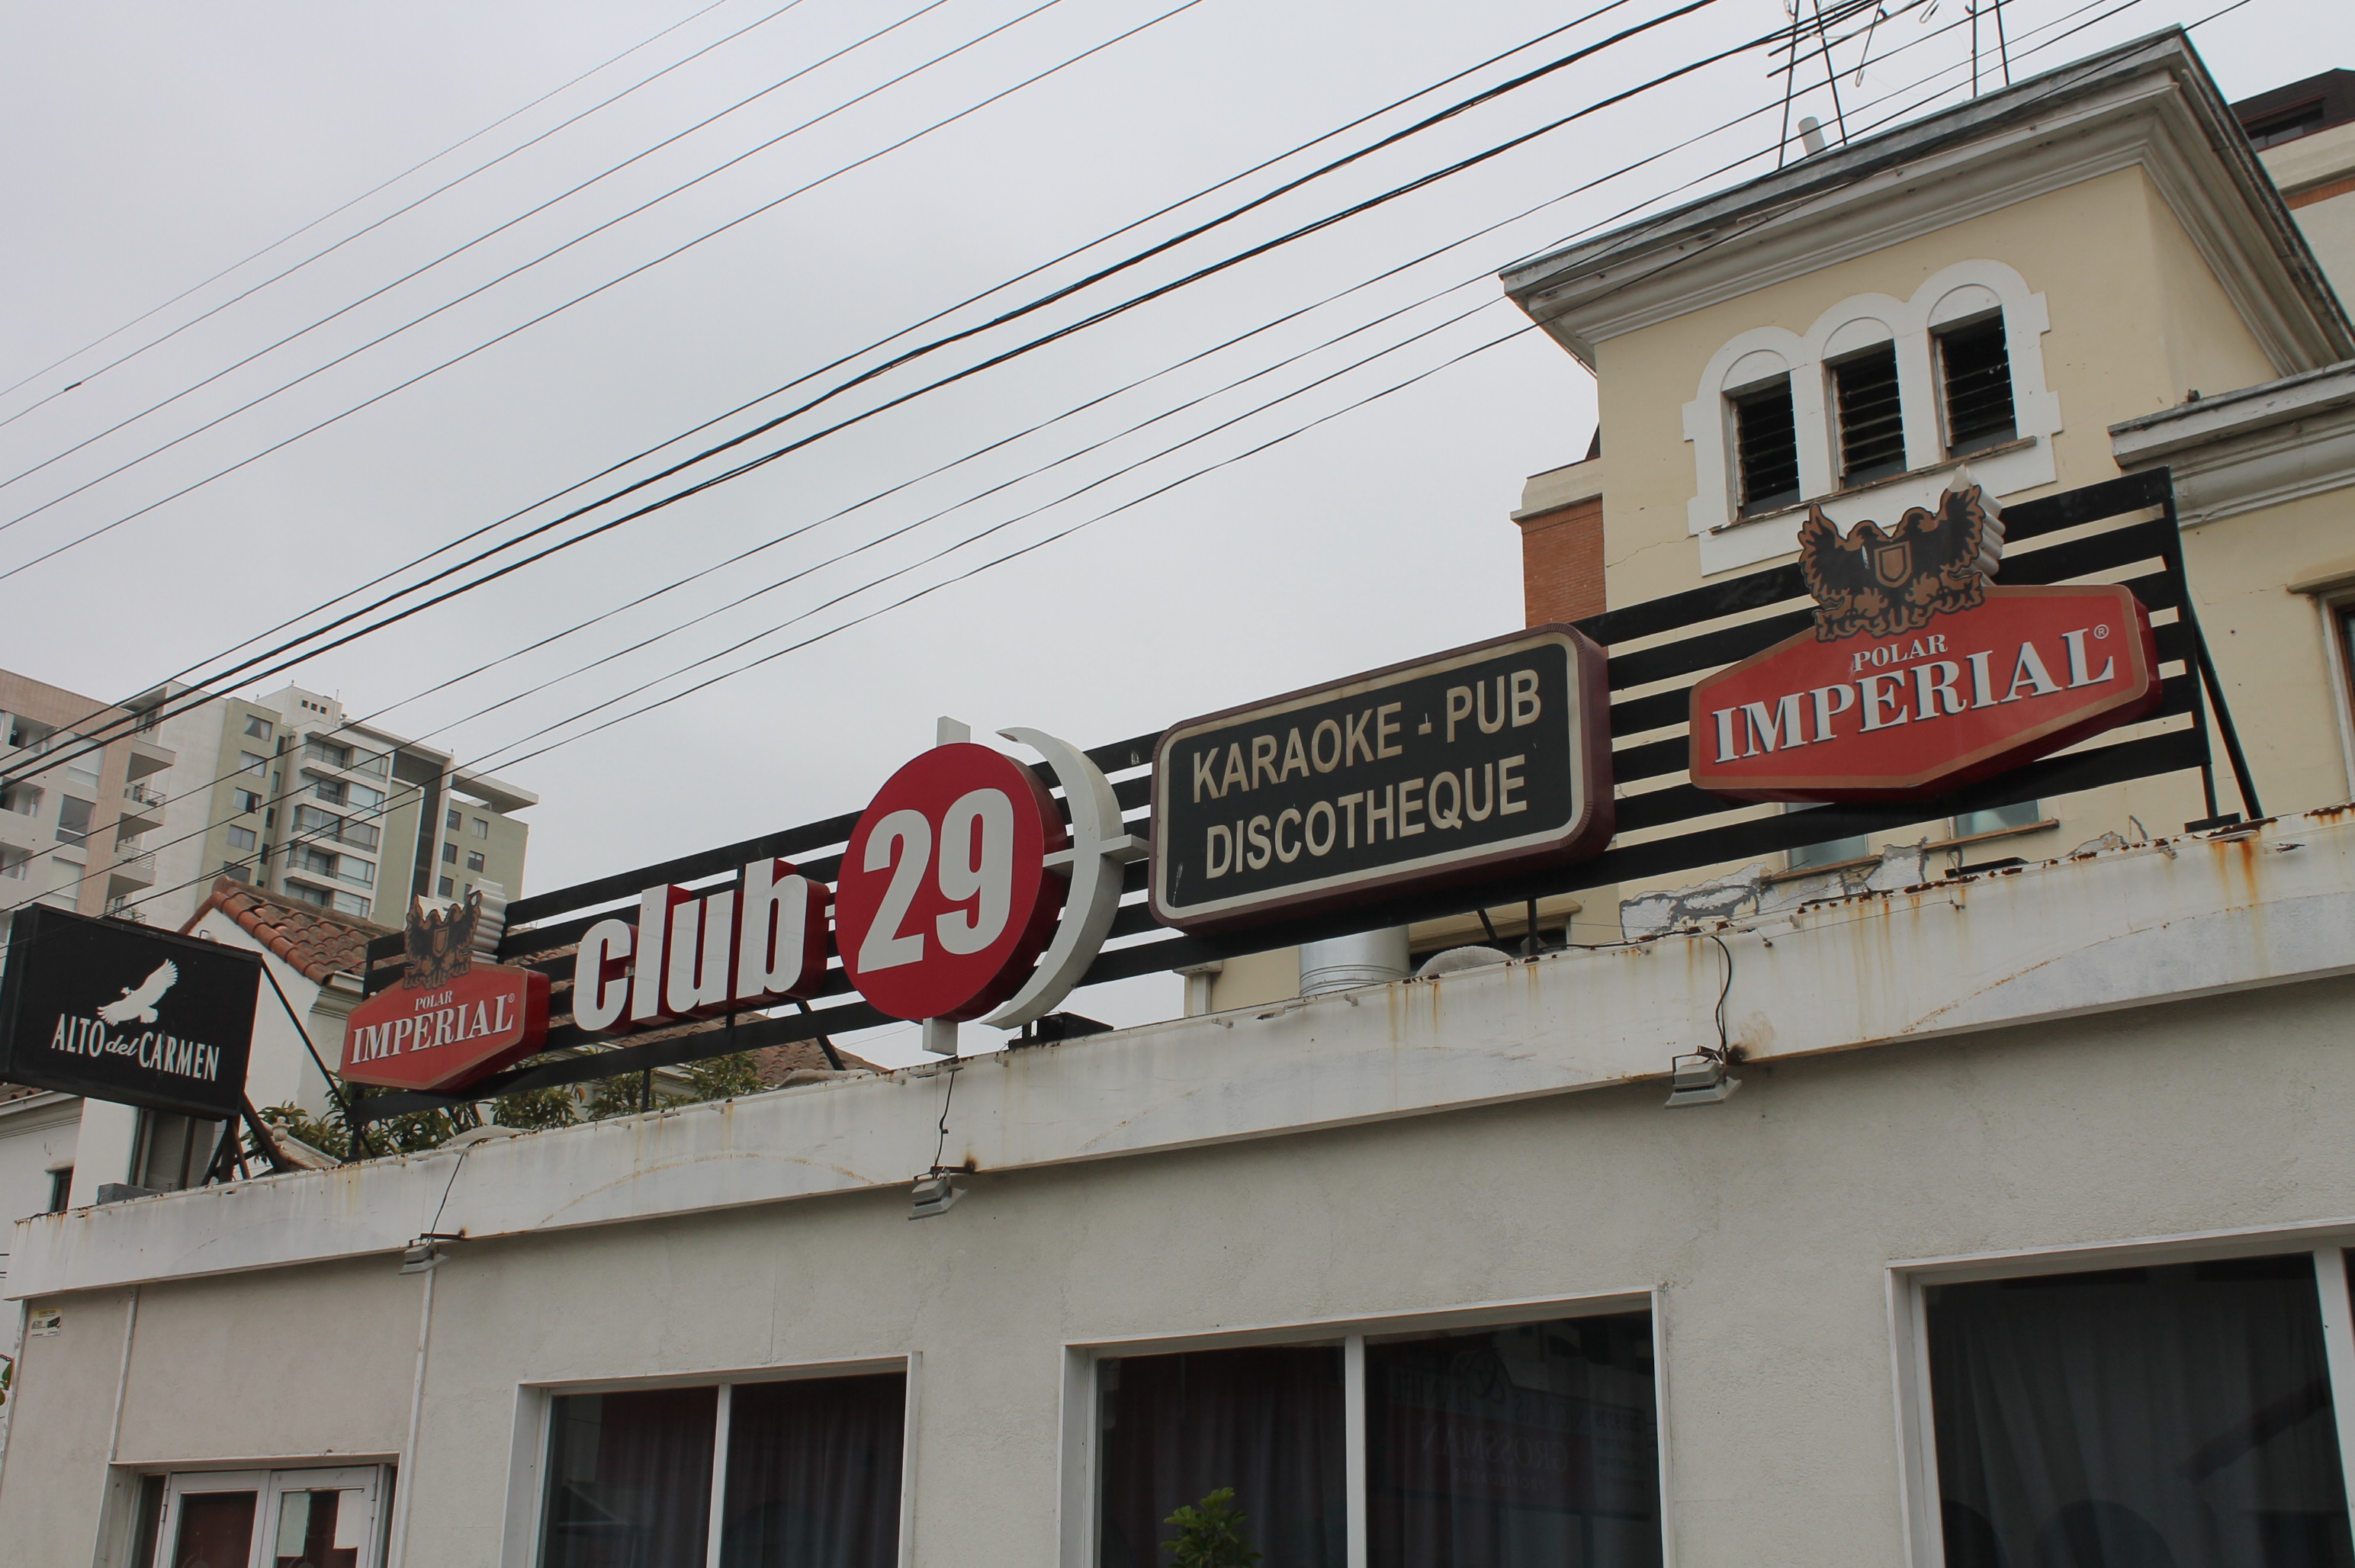 ALTO del CARMEN
POLAR
IMPERIAL®
club 29
KARAOKE - PUB
DISCOTHEQUE
POLAR
IMPERIAL®